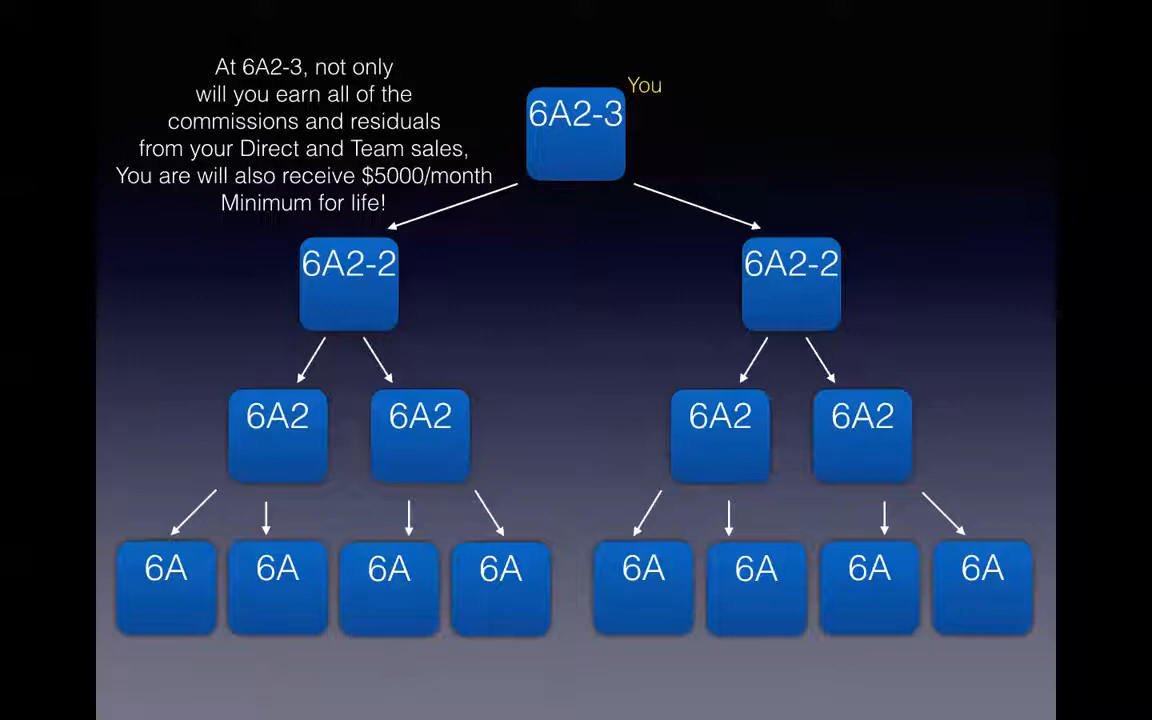 At 6A2-3, not only
will you earn all of the
commissions and residuals
from your Direct and Team sales,
You are will also receive $5000/month
Minimum for life!
You
6A2-3
6A2-2 6A2-2
6A2 6A2 6A2 6A2
6A 6A 6A 6A 6A 6A 6A 6A